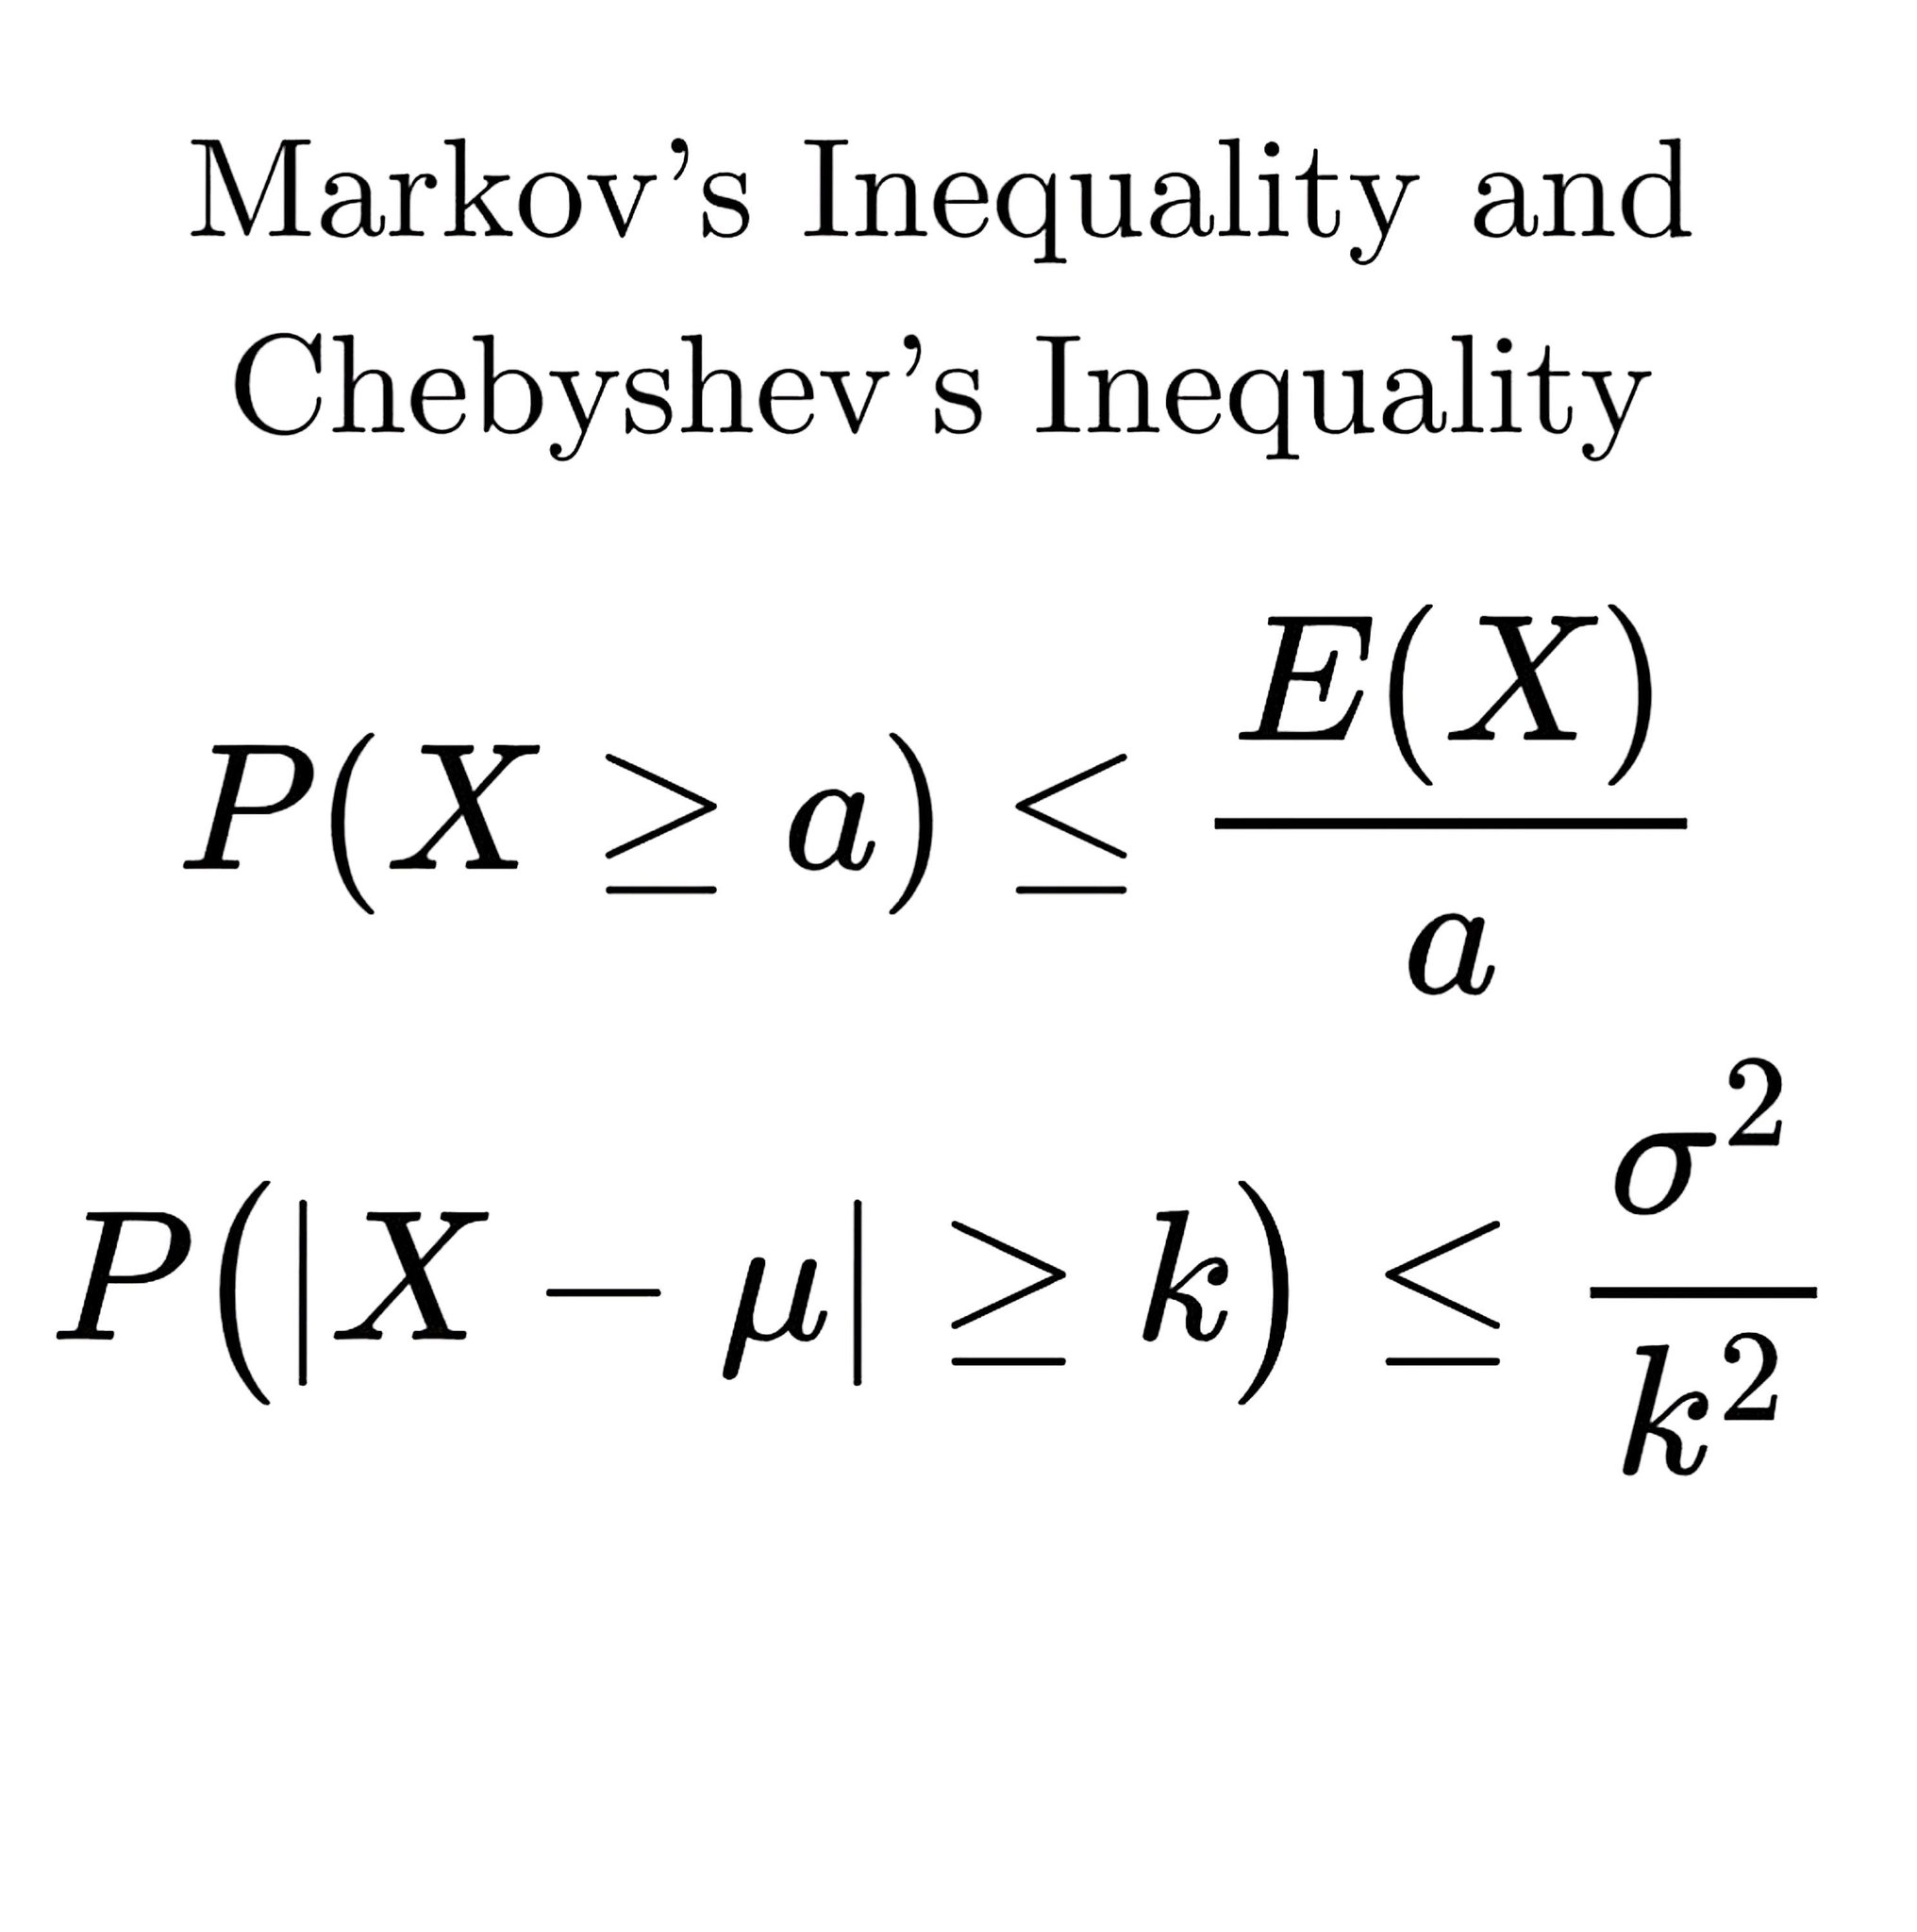 Markov’s Inequality and
Chebyshev’s Inequality
P(X ≥ a) ≤ E(X)/a
P(|X − μ| ≥ k) ≤ σ²/k²